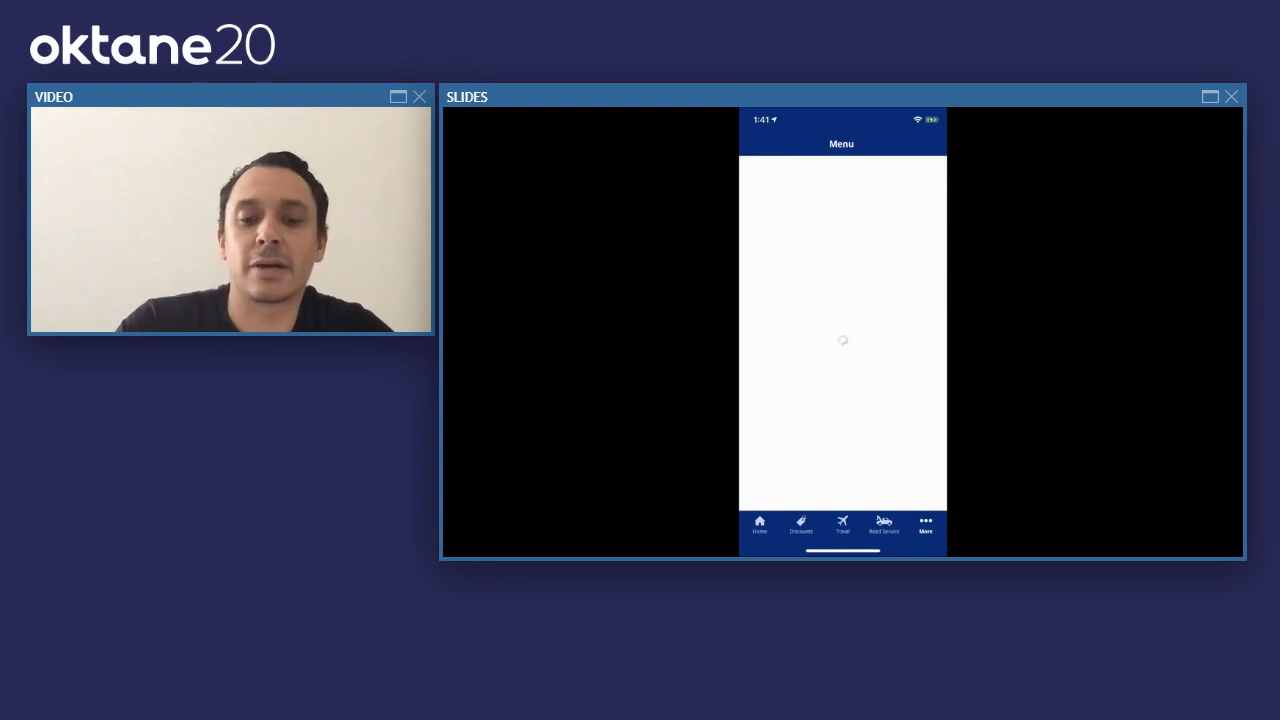 oktane20
VIDEO
SLIDES
1:41
Menu
Home
Discounts
Travel
Road Service
More